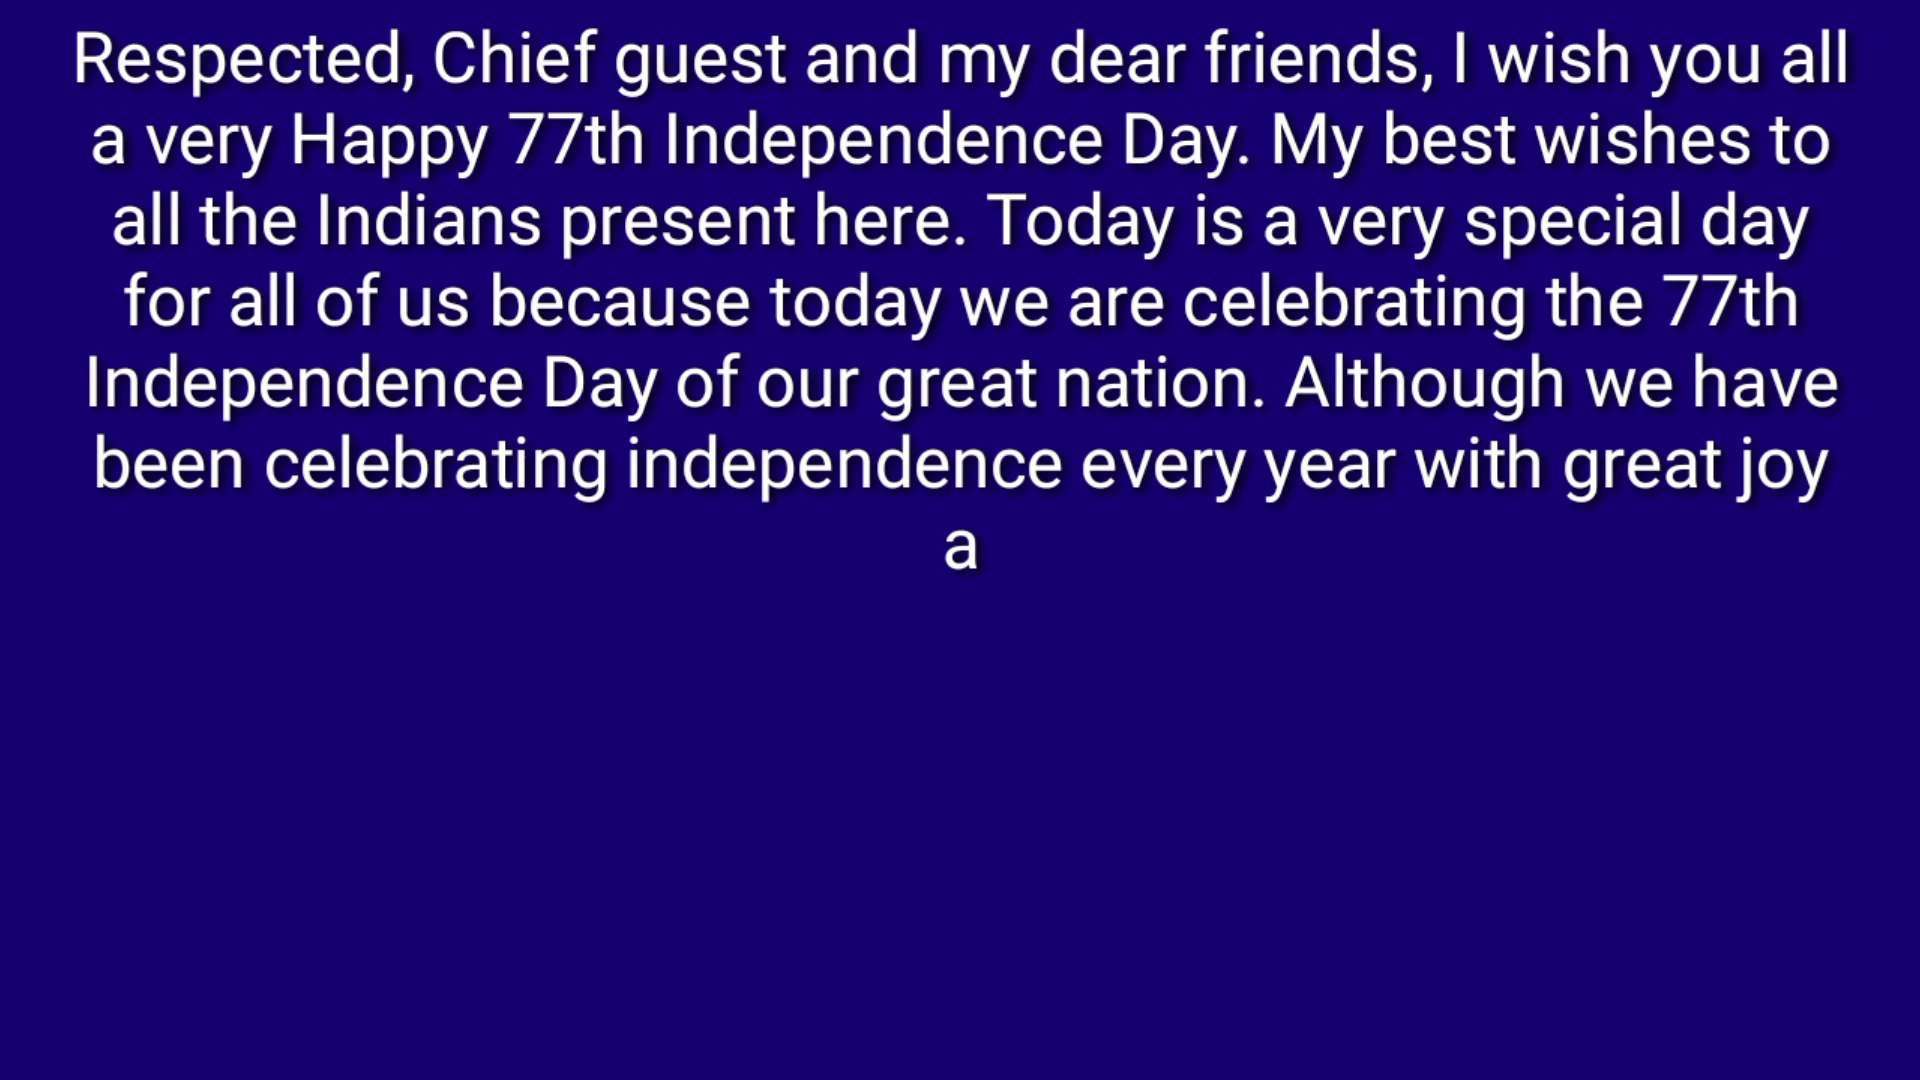 Respected, Chief guest and my dear friends, I wish you all
a very Happy 77th Independence Day. My best wishes to
all the Indians present here. Today is a very special day
for all of us because today we are celebrating the 77th
Independence Day of our great nation. Although we have
been celebrating independence every year with great joy
a